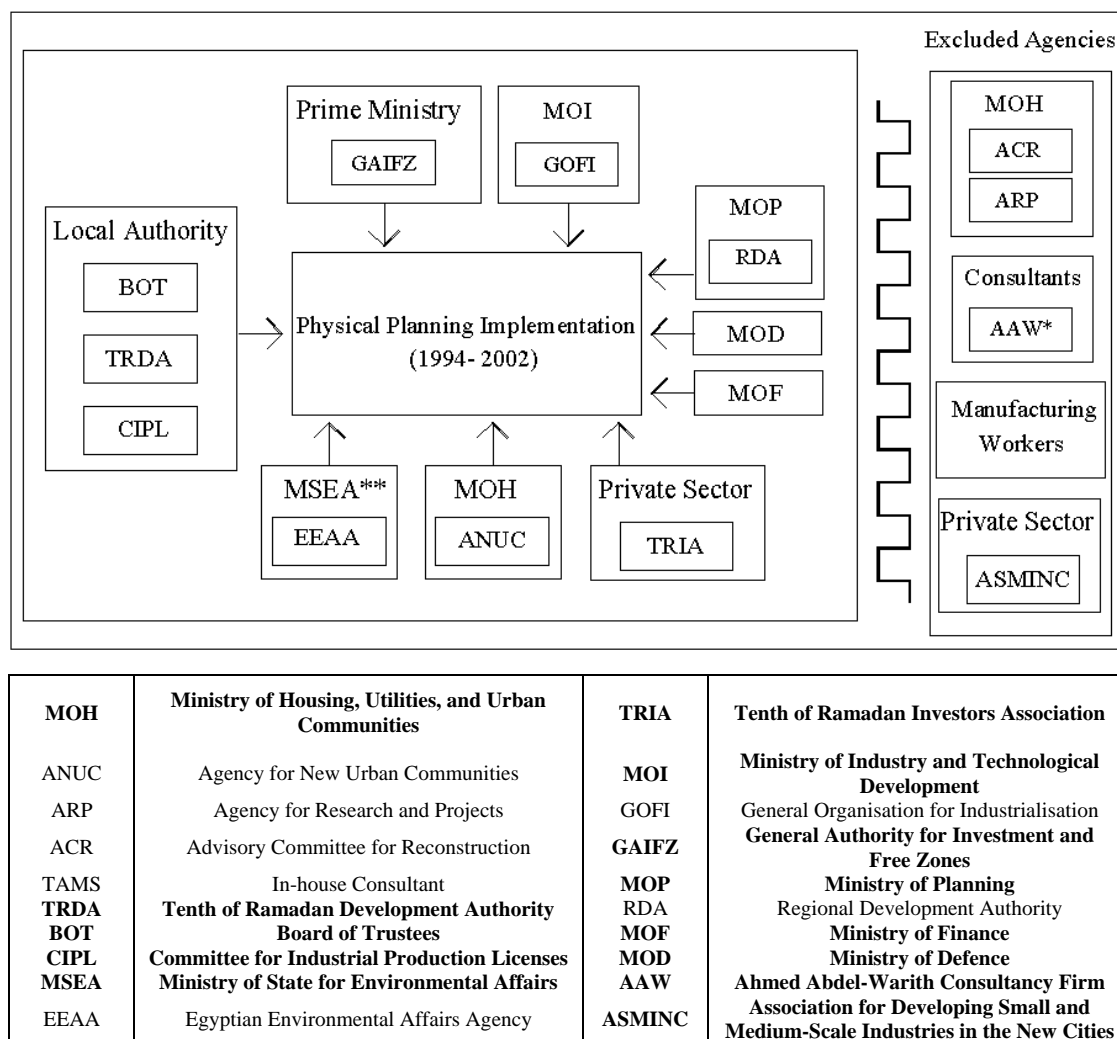 Excluded Agencies
Prime Ministry
GAIFZ
MOI
GOFI
MOH
ACR
ARP
Local Authority
BOT
TRDA
CIPL
MOP
RDA
Physical Planning Implementation
(1994- 2002)
MOD
MOF
Consultants
AAW*
Manufacturing
Workers
MSEA**
EEAA
MOH
ANUC
Private Sector
TRIA
Private Sector
ASMINC
MOH Ministry of Housing, Utilities, and Urban
Communities
TRIA Tenth of Ramadan Investors Association
ANUC Agency for New Urban Communities
MOI Ministry of Industry and Technological
Development
ARP Agency for Research and Projects
GOFI General Organisation for Industrialisation
ACR Advisory Committee for Reconstruction
GAIFZ General Authority for Investment and
Free Zones
TAMS In-house Consultant
MOP Ministry of Planning
TRDA Tenth of Ramadan Development Authority
RDA Regional Development Authority
BOT Board of Trustees
MOF Ministry of Finance
CIPL Committee for Industrial Production Licenses
MOD Ministry of Defence
MSEA Ministry of State for Environmental Affairs
AAW Ahmed Abdel-Warith Consultancy Firm
EEAA Egyptian Environmental Affairs Agency
ASMINC Association for Developing Small and
Medium-Scale Industries in the New Cities